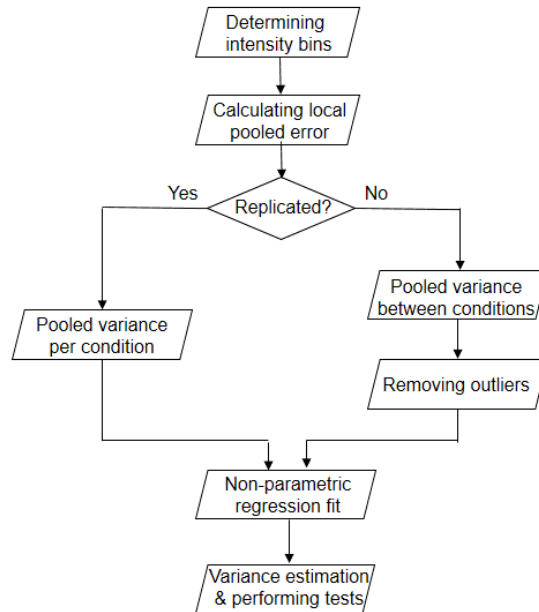 Determining
intensity bins
Calculating local
pooled error
Yes
Replicated?
No
Pooled variance
per condition
Pooled variance
between conditions
Removing outliers
Non-parametric
regression fit
Variance estimation
& performing tests